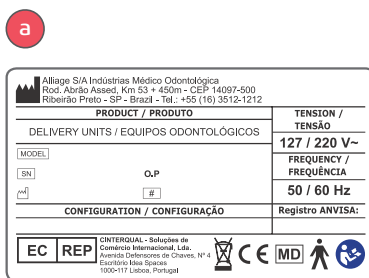 a
Alliage S/A Indústrias Médico Odontológica
Rod. Abrão Assed, Km 53 + 450m - CEP 14097-500
Ribeirão Preto - SP - Brazil - Tel.: +55 (16) 3512-1212
PRODUCT / PRODUTO
DELIVERY UNITS / EQUIPOS ODONTOLÓGICOS
TENSION /
TENSÃO
127 / 220 V~
MODEL
SN
O.P
#
FREQUENCY /
FREQUÊNCIA
50 / 60 Hz
CONFIGURATION / CONFIGURAÇÃO
Registro ANVISA:
EC REP
CINTERQUAL - Soluções de
Comércio Internacional, Lda.
Avenida Defensores de Chaves, Nº 4
Escritório Idea Spaces
1000-117 Lisboa, Portugal
CE
MD